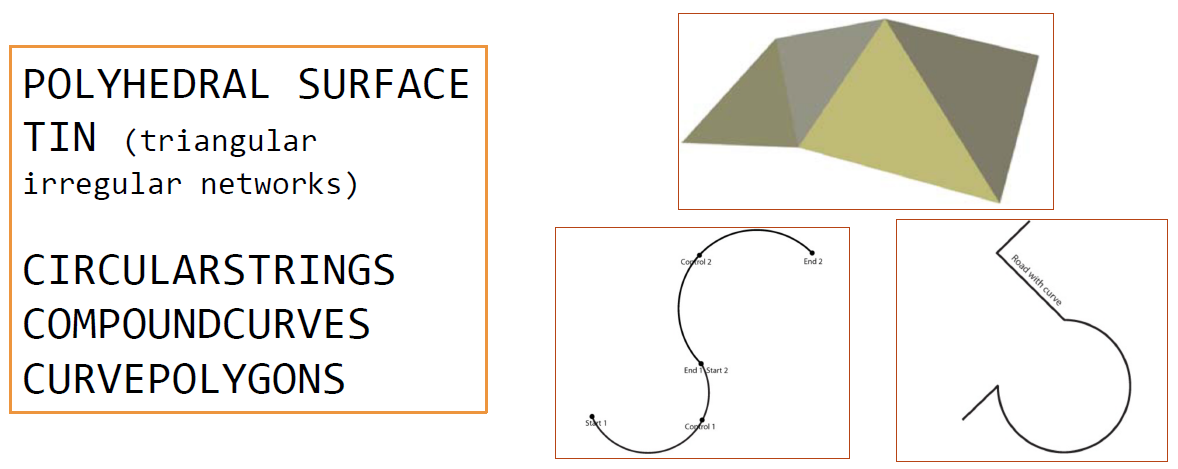 POLYHEDRAL SURFACE
TIN (triangular
irregular networks)
CIRCULARSTRINGS
COMPOUNDCURVES
CURVEPOLYGONS
Control 2
End 2
End 1 Start 2
Start 1
Control 1
Road with curve